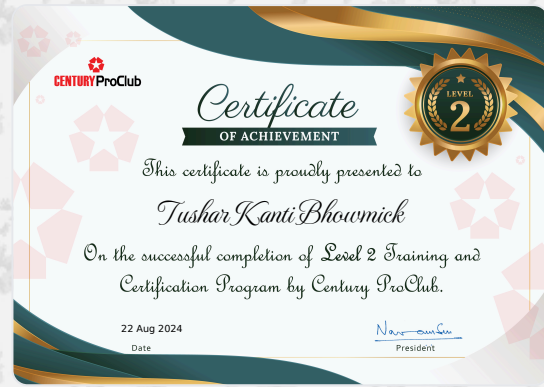 CENTURY ProClub
Certificate
OF ACHIEVEMENT
LEVEL
2
This certificate is proudly presented to
Tushar Kanti Bhowmick
On the successful completion of Level 2 Training and
Certification Program by Century ProClub.
22 Aug 2024
Date
President